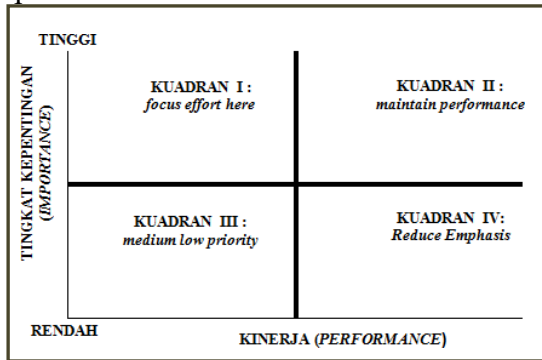 TINGGI
TINGKAT KEPENTINGAN
(IMPORTANCE)
KUADRAN I :
focus effort here
KUADRAN II :
maintain performance
KUADRAN III :
medium low priority
KUADRAN IV:
Reduce Emphasis
RENDAH
KINERJA (PERFORMANCE)